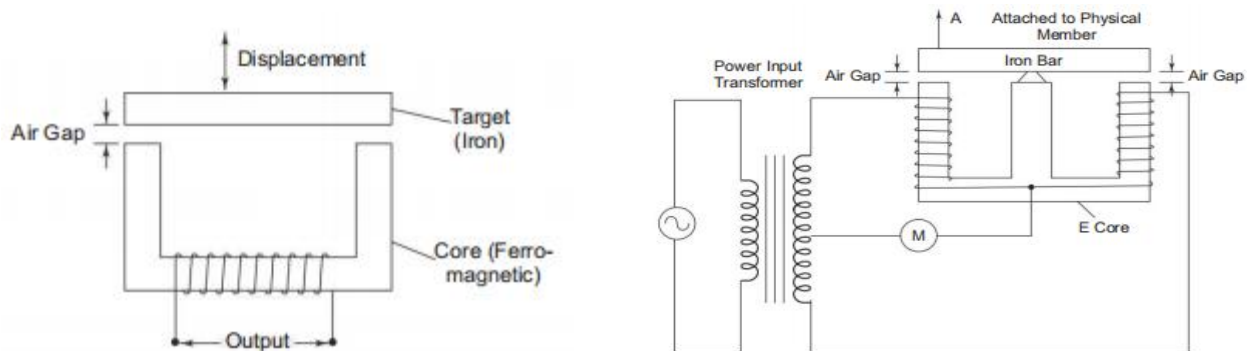 Displacement
Air Gap
Target
(Iron)
Core (Ferro-
magnetic)
Output
A
Attached to Physical
Member
Power Input
Transformer
Air Gap
Iron Bar
Air Gap
M
E Core